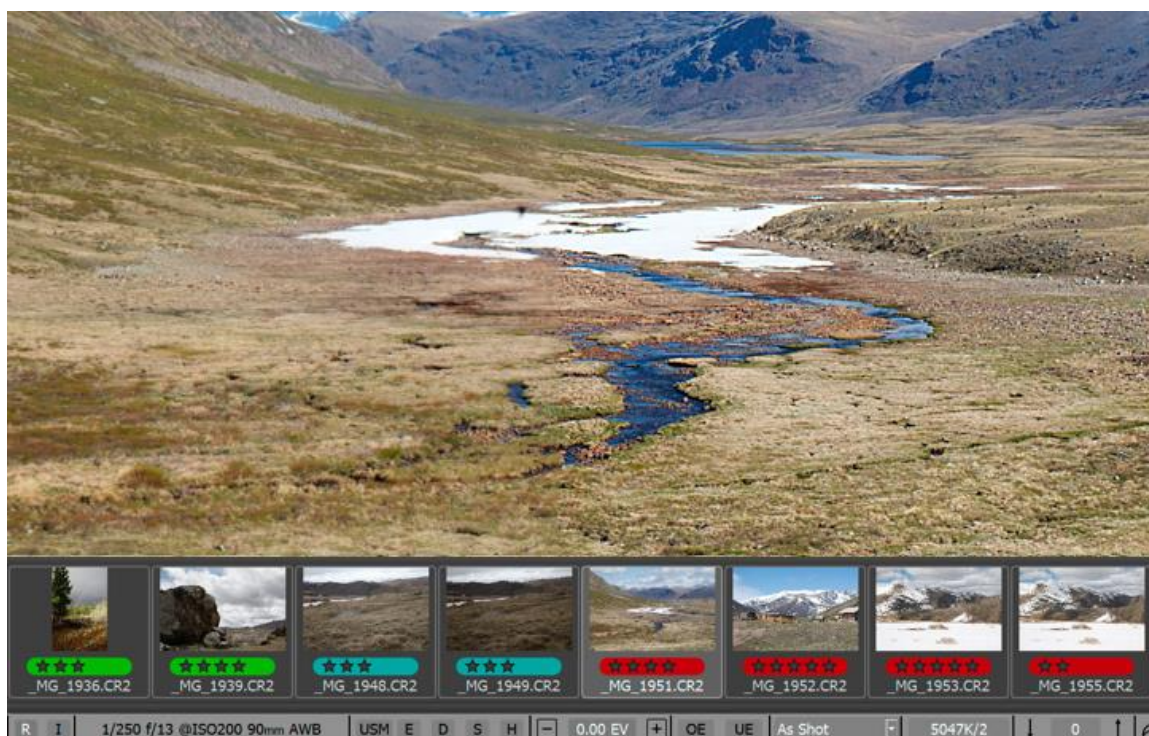 _MG_1936.CR2 _MG_1939.CR2 _MG_1948.CR2 _MG_1949.CR2 _MG_1951.CR2 _MG_1952.CR2 _MG_1953.CR2 _MG_1955.CR2
R I 1/250 f/13 @ISO200 90mm AWB USM E D S H − 0.00 EV + OE UE As Shot 5047K/2 0